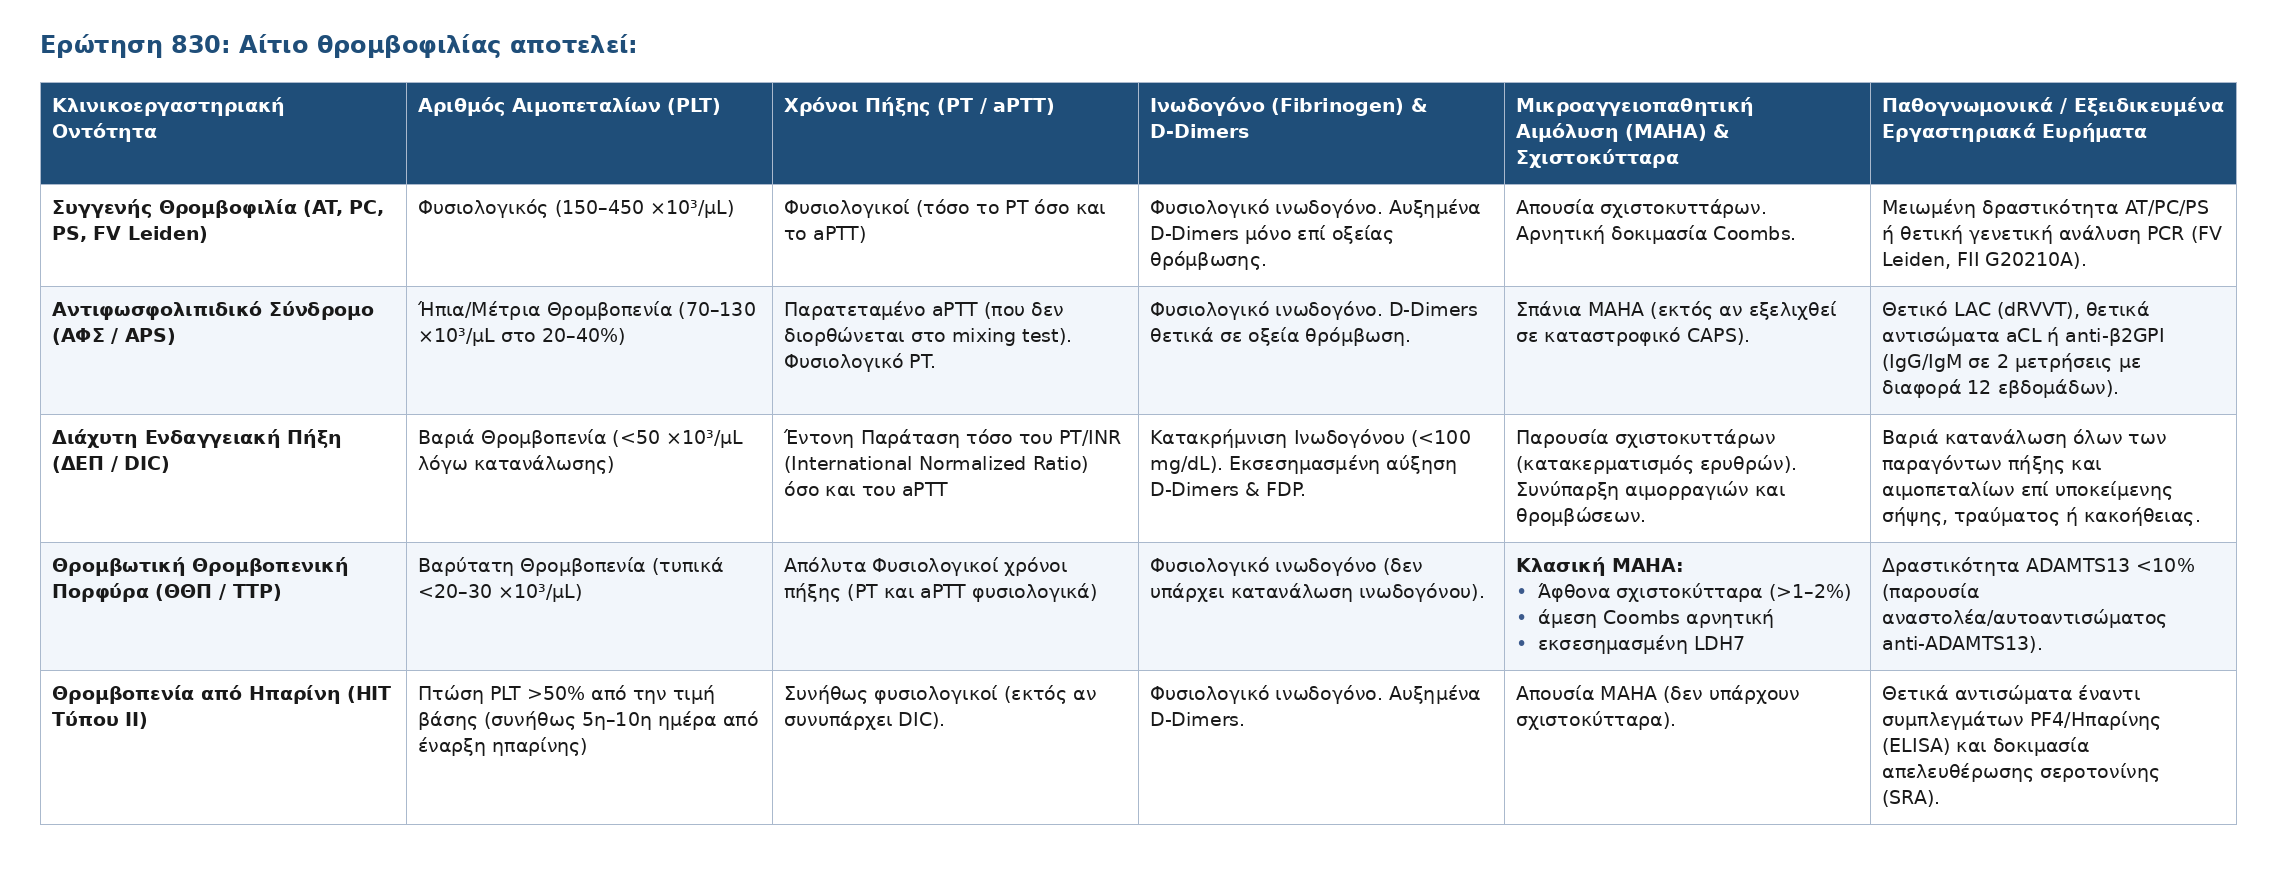 Ερώτηση 830: Αίτιο θρομβοφιλίας αποτελεί:
Κλινικοεργαστηριακή
Οντότητα
Αριθμός Αιμοπεταλίων (PLT)
Χρόνοι Πήξης (PT / aPTT)
Ινωδογόνο (Fibrinogen) &
D-Dimers
Μικροαγγειοπαθητική
Αιμόλυση (MAHA) &
Σχιστοκύτταρα
Παθογνωμονικά / Εξειδικευμένα
Εργαστηριακά Ευρήματα
Συγγενής Θρομβοφιλία (AT, PC,
PS, FV Leiden)
Φυσιολογικός (150–450 ×10³/μL)
Φυσιολογικοί (τόσο το PT όσο και
το aPTT)
Φυσιολογικό ινωδογόνο. Αυξημένα
D-Dimers μόνο επί οξείας
θρόμβωσης.
Απουσία σχιστοκυττάρων.
Αρνητική δοκιμασία Coombs.
Μειωμένη δραστικότητα AT/PC/PS
ή θετική γενετική ανάλυση PCR (FV
Leiden, FII G20210A).
Αντιφωσφολιπιδικό Σύνδρομο
(ΑΦΣ / APS)
Ήπια/Μέτρια Θρομβοπενία (70–130
×10³/μL στο 20–40%)
Παρατεταμένο aPTT (που δεν
διορθώνεται στο mixing test).
Φυσιολογικό PT.
Φυσιολογικό ινωδογόνο. D-Dimers
θετικά σε οξεία θρόμβωση.
Σπάνια MAHA (εκτός αν εξελιχθεί
σε καταστροφικό CAPS).
Θετικό LAC (dRVVT), θετικά
αντισώματα aCL ή anti-β2GPI
(IgG/IgM σε 2 μετρήσεις με
διαφορά 12 εβδομάδων).
Διάχυτη Ενδαγγειακή Πήξη
(ΔΕΠ / DIC)
Βαριά Θρομβοπενία (<50 ×10³/μL
λόγω κατανάλωσης)
Έντονη Παράταση τόσο του PT/INR
(International Normalized Ratio)
όσο και του aPTT
Κατακρήμνιση Ινωδογόνου (<100
mg/dL). Εκσεσημασμένη αύξηση
D-Dimers & FDP.
Παρουσία σχιστοκυττάρων
(κατακερματισμός ερυθρών).
Συνύπαρξη αιμορραγιών και
θρομβώσεων.
Βαριά κατανάλωση όλων των
παραγόντων πήξης και
αιμοπεταλίων επί υποκείμενης
σήψης, τραύματος ή κακοήθειας.
Θρομβωτική Θρομβοπενική
Πορφύρα (ΘΘΠ / TTP)
Βαρύτατη Θρομβοπενία (τυπικά
<20–30 ×10³/μL)
Απόλυτα Φυσιολογικοί χρόνοι
πήξης (PT και aPTT φυσιολογικά)
Φυσιολογικό ινωδογόνο (δεν
υπάρχει κατανάλωση ινωδογόνου).
Κλασική MAHA:
• Άφθονα σχιστοκύτταρα (>1–2%)
• άμεση Coombs αρνητική
• εκσεσημασμένη LDH7
Δραστικότητα ADAMTS13 <10%
(παρουσία
αναστολέα/αυτοαντισώματος
anti-ADAMTS13).
Θρομβοπενία από Ηπαρίνη (HIT
Τύπου II)
Πτώση PLT >50% από την τιμή
βάσης (συνήθως 5η–10η ημέρα από
έναρξη ηπαρίνης)
Συνήθως φυσιολογικοί (εκτός αν
συνυπάρχει DIC).
Φυσιολογικό ινωδογόνο. Αυξημένα
D-Dimers.
Απουσία MAHA (δεν υπάρχουν
σχιστοκύτταρα).
Θετικά αντισώματα έναντι
συμπλεγμάτων PF4/Ηπαρίνης
(ELISA) και δοκιμασία
απελευθέρωσης σεροτονίνης
(SRA).